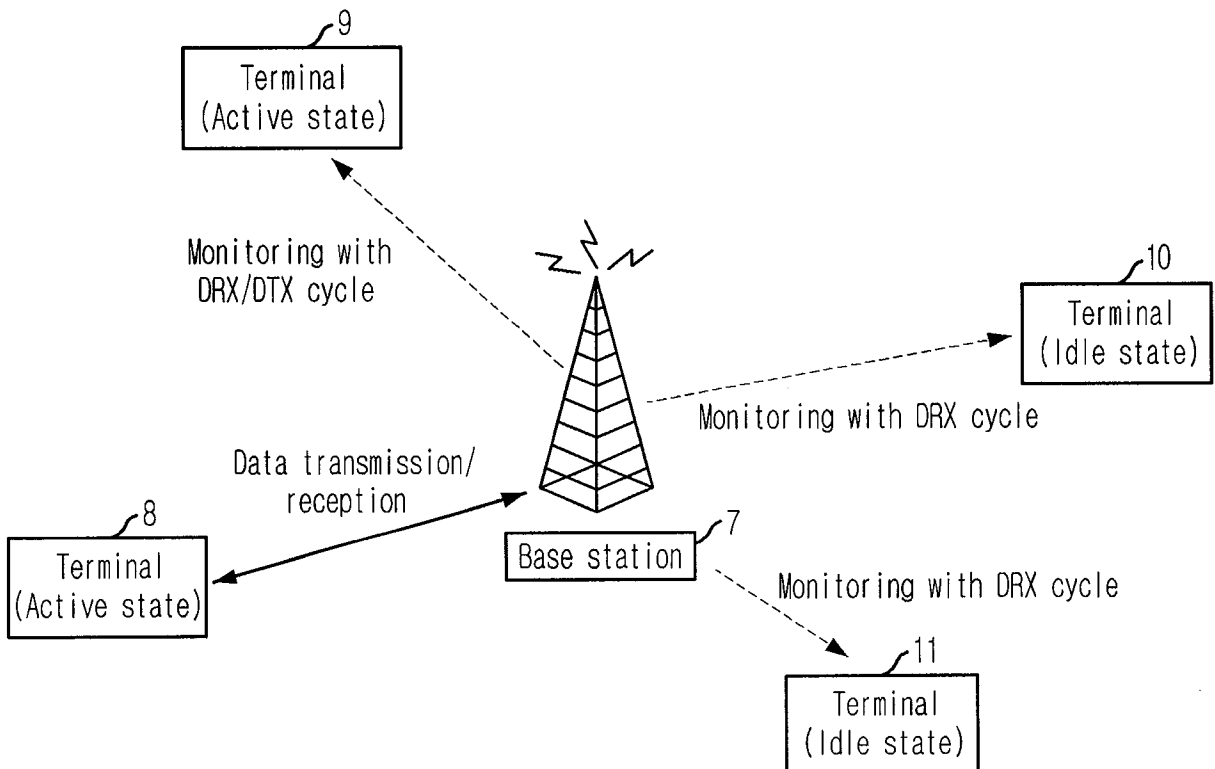 9
Terminal
(Active state)
Monitoring with
DRX/DTX cycle
10
Terminal
(Idle state)
Monitoring with DRX cycle
Data transmission/
reception
8
Terminal
(Active state)
7
Base station
Monitoring with DRX cycle
11
Terminal
(Idle state)